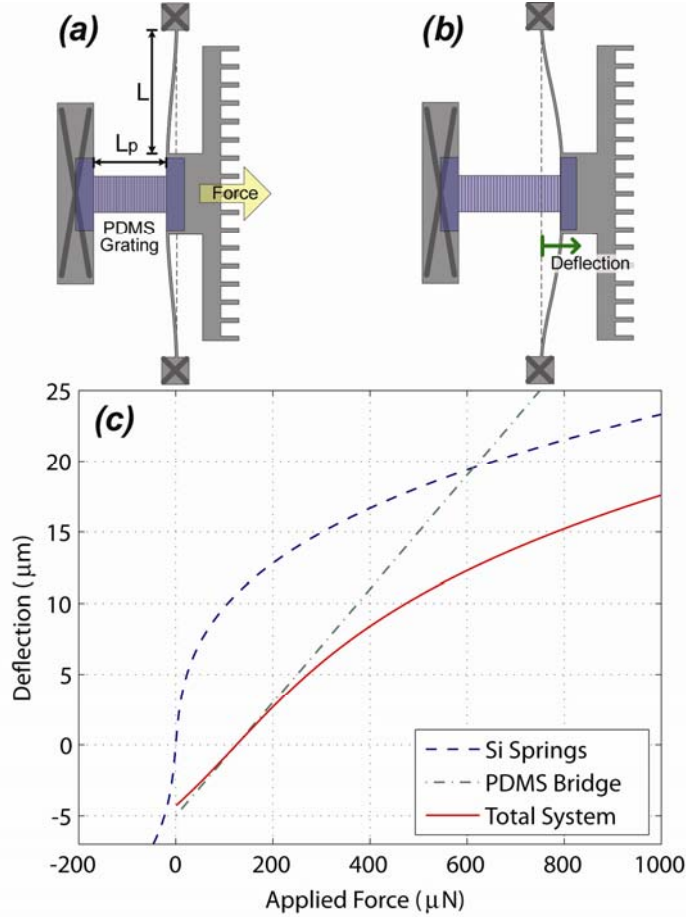 (a)
(b)
L
Lp
Force
PDMS
Grating
Deflection
(c)
25
20
15
10
5
0
-5
Deflection (μm)
Si Springs
PDMS Bridge
Total System
-200 0 200 400 600 800 1000
Applied Force (μN)